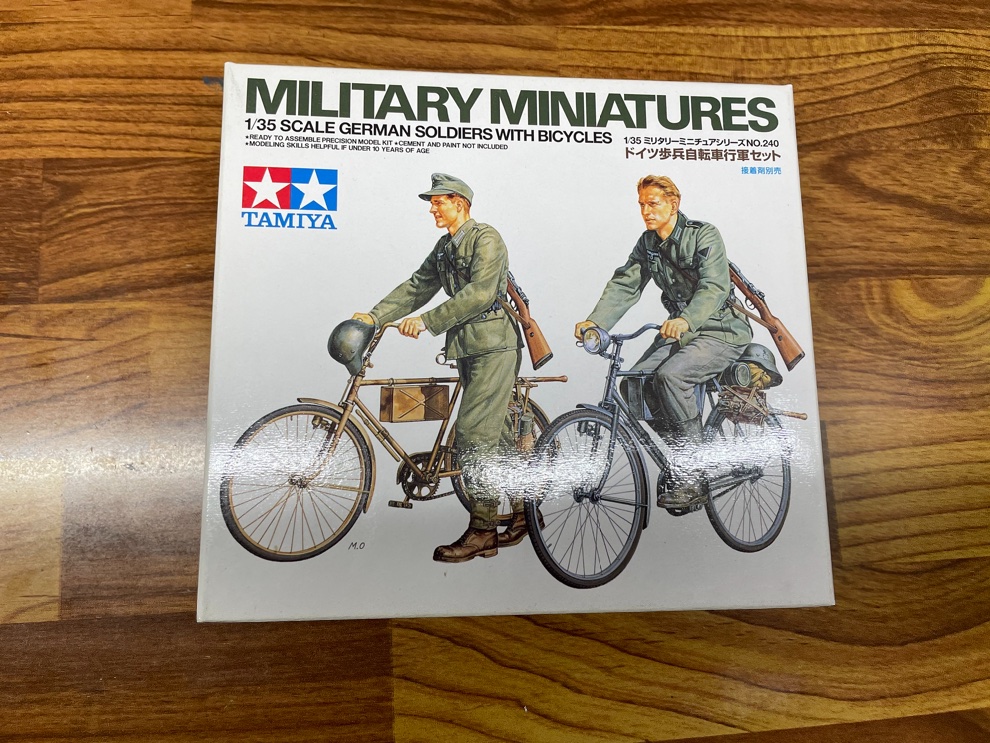 MILITARY MINIATURES
1/35 SCALE GERMAN SOLDIERS WITH BICYCLES
★READY TO ASSEMBLE PRECISION MODEL KIT ★CEMENT AND PAINT NOT INCLUDED
★MODELING SKILLS HELPFUL IF UNDER 10 YEARS OF AGE
1/35 ミリタリーミニチュアシリーズ NO.240
ドイツ歩兵自転車行軍セット
接着剤別売
TAMIYA
M.O